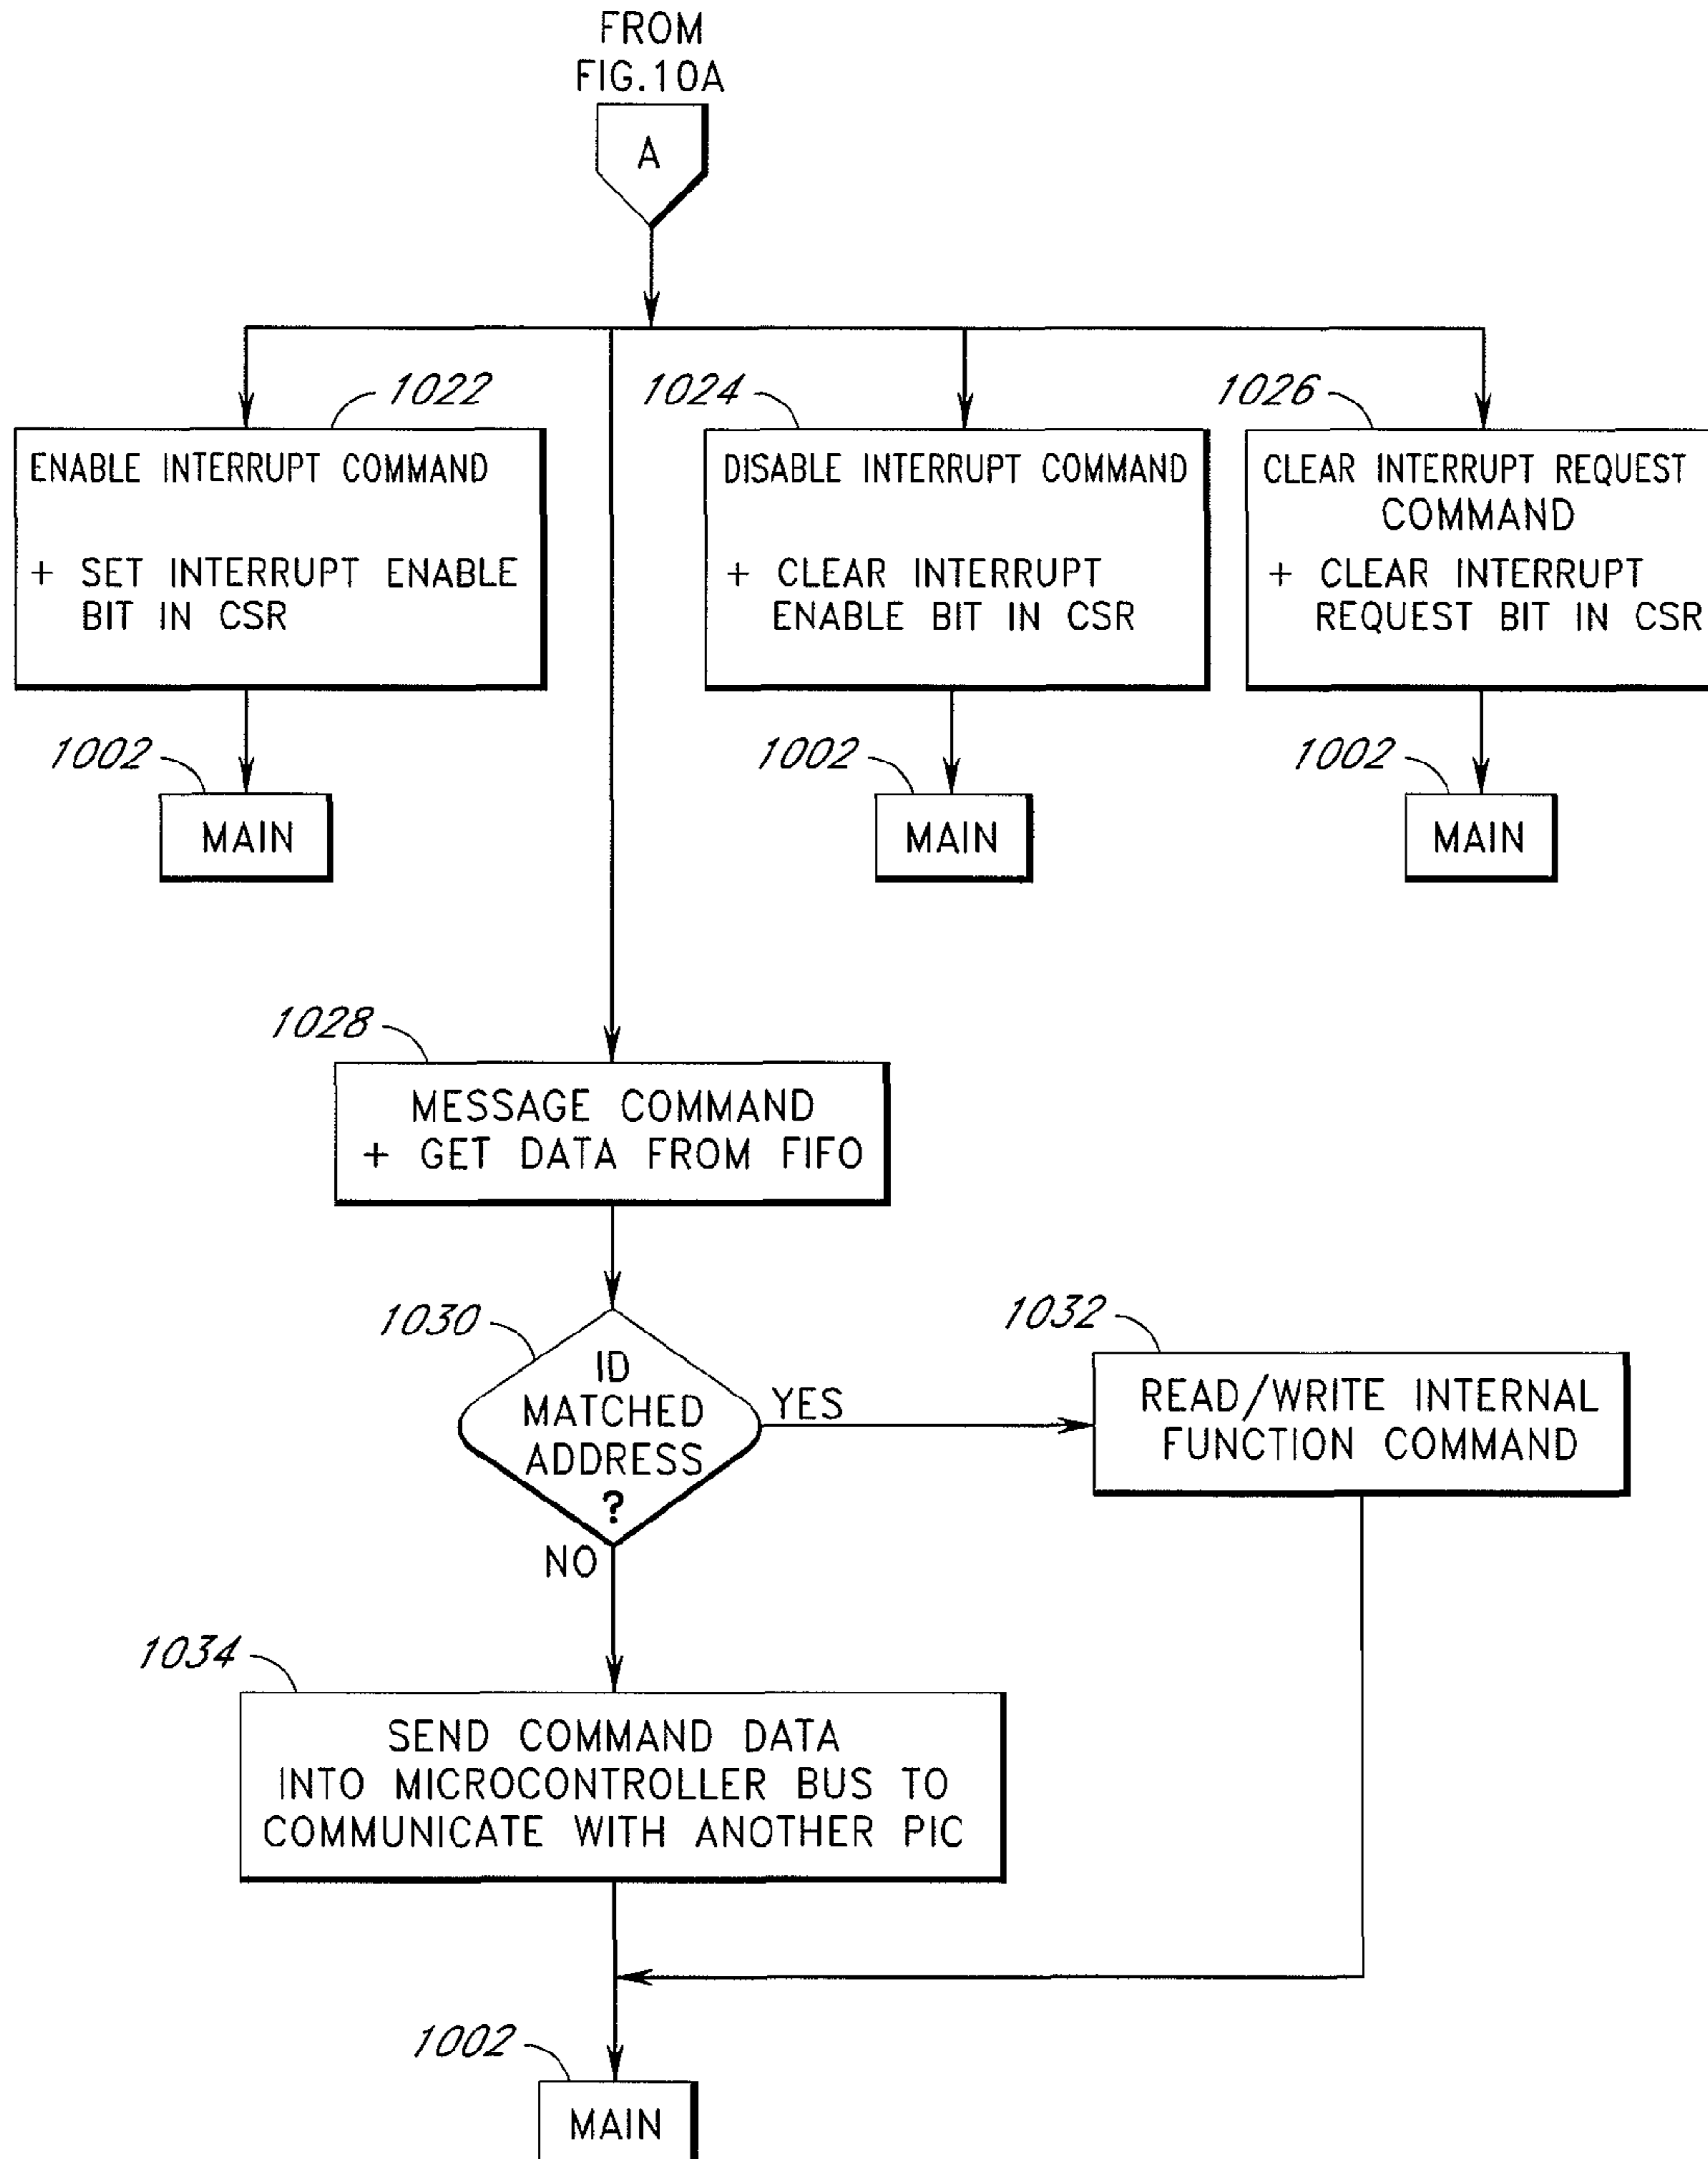 FROM
FIG.10A
A
1022
ENABLE INTERRUPT COMMAND
+ SET INTERRUPT ENABLE
BIT IN CSR
1002
MAIN
1024
DISABLE INTERRUPT COMMAND
+ CLEAR INTERRUPT
ENABLE BIT IN CSR
1002
MAIN
1026
CLEAR INTERRUPT REQUEST
COMMAND
+ CLEAR INTERRUPT
REQUEST BIT IN CSR
1002
MAIN
1028
MESSAGE COMMAND
+ GET DATA FROM FIFO
1030
ID
MATCHED
ADDRESS
?
YES
NO
1032
READ/WRITE INTERNAL
FUNCTION COMMAND
1034
SEND COMMAND DATA
INTO MICROCONTROLLER BUS TO
COMMUNICATE WITH ANOTHER PIC
1002
MAIN